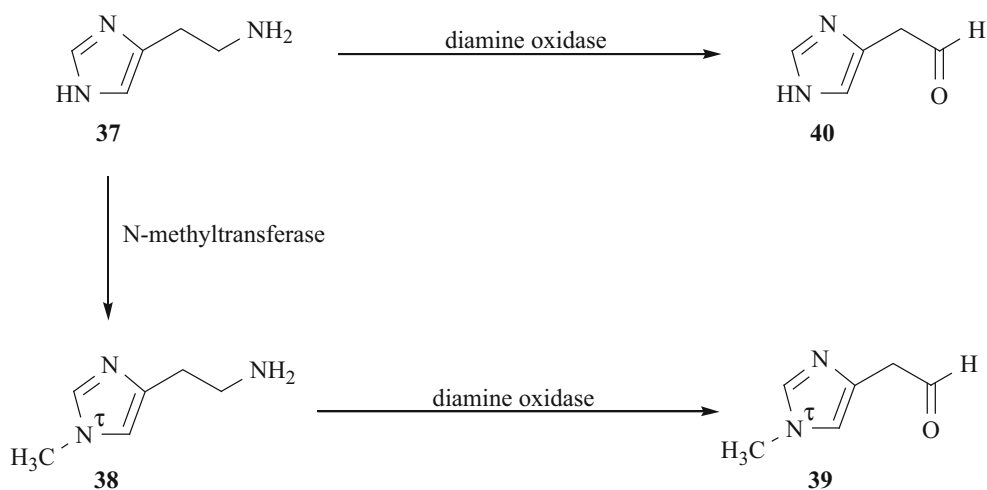 N
NH2
HN
37
diamine oxidase
N
H
O
HN
40
N-methyltransferase
N
NH2
N
τ
H3C
38
diamine oxidase
N
H
O
N
τ
H3C
39